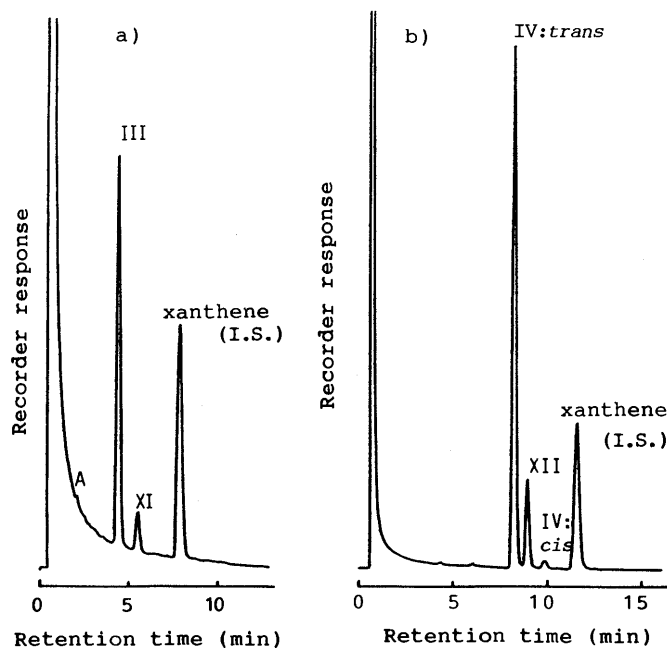 a)
III
A
XI
xanthene
(I.S.)
Recorder response
0 5 10
Retention time (min)
b)
IV:trans
XII
IV:
cis
xanthene
(I.S.)
Recorder response
0 5 10 15
Retention time (min)